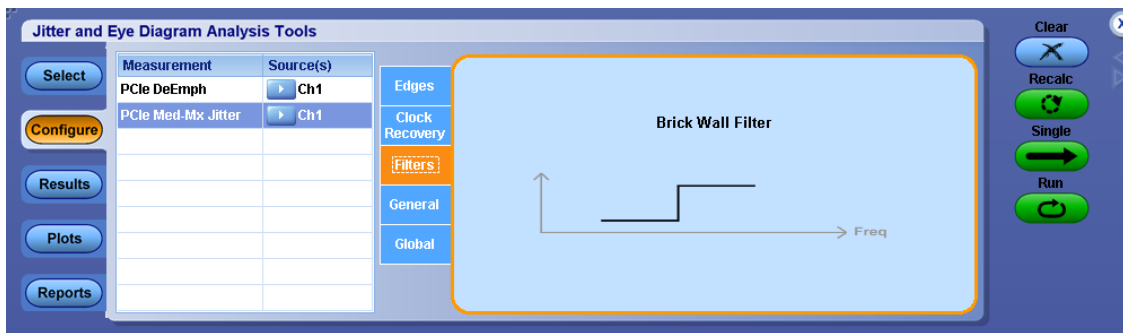 Jitter and Eye Diagram Analysis Tools
Select
Configure
Results
Plots
Reports
Measurement Source(s)
PCIe DeEmph Ch1
PCIe Med-Mx Jitter Ch1
Edges
Clock
Recovery
Filters
General
Global
Brick Wall Filter
Freq
Clear
Recalc
Single
Run